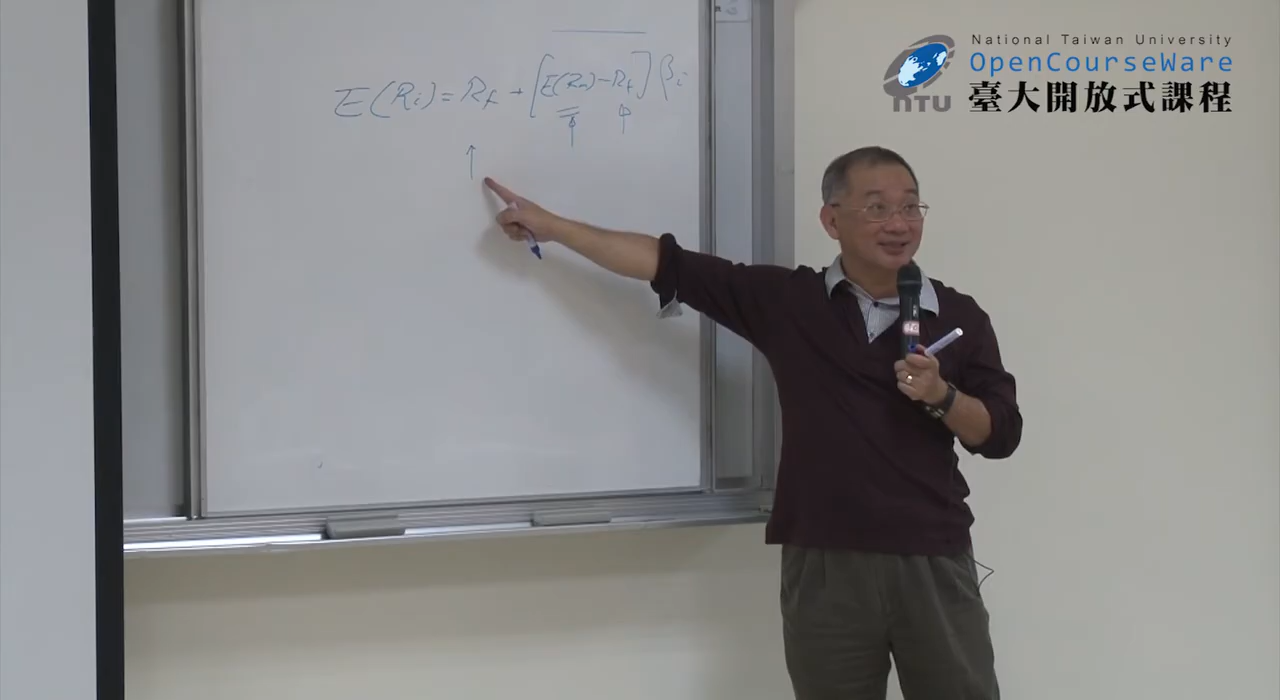 E(Ri) = Rf + [E(Rm) - Rf] βi
National Taiwan University
OpenCourseWare
NTU 臺大開放式課程